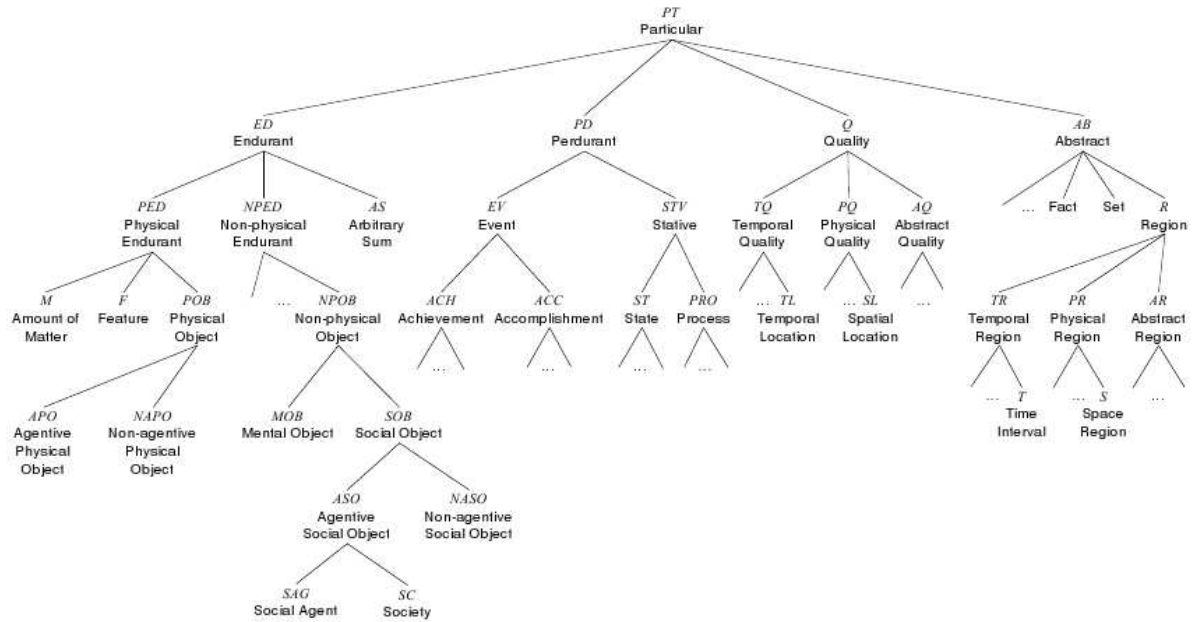 PT
Particular
ED PD Q AB
Endurant Perdurant Quality Abstract
PED NPED AS EV STV TQ PQ AQ ... Fact Set R
Physical Non-physical Arbitrary Event Stative Temporal Physical Abstract Region
Endurant Endurant Sum Quality Quality Quality
M F POB ... NPOB ACH ACC ST PRO ... TL ... SL ... TR PR AR
Amount of Feature Physical Non-physical Achievement Accomplishment State Process Temporal Spatial Temporal Physical Abstract
Matter Object Object Location Location Region Region Region
... ... ... ...
... T ... S ...
APO NAPO MOB SOB Time Space
Agentive Non-agentive Mental Object Social Object Interval Region
Physical Physical
Object Object
ASO NASO
Agentive Non-agentive
Social Object Social Object
SAG SC
Social Agent Society